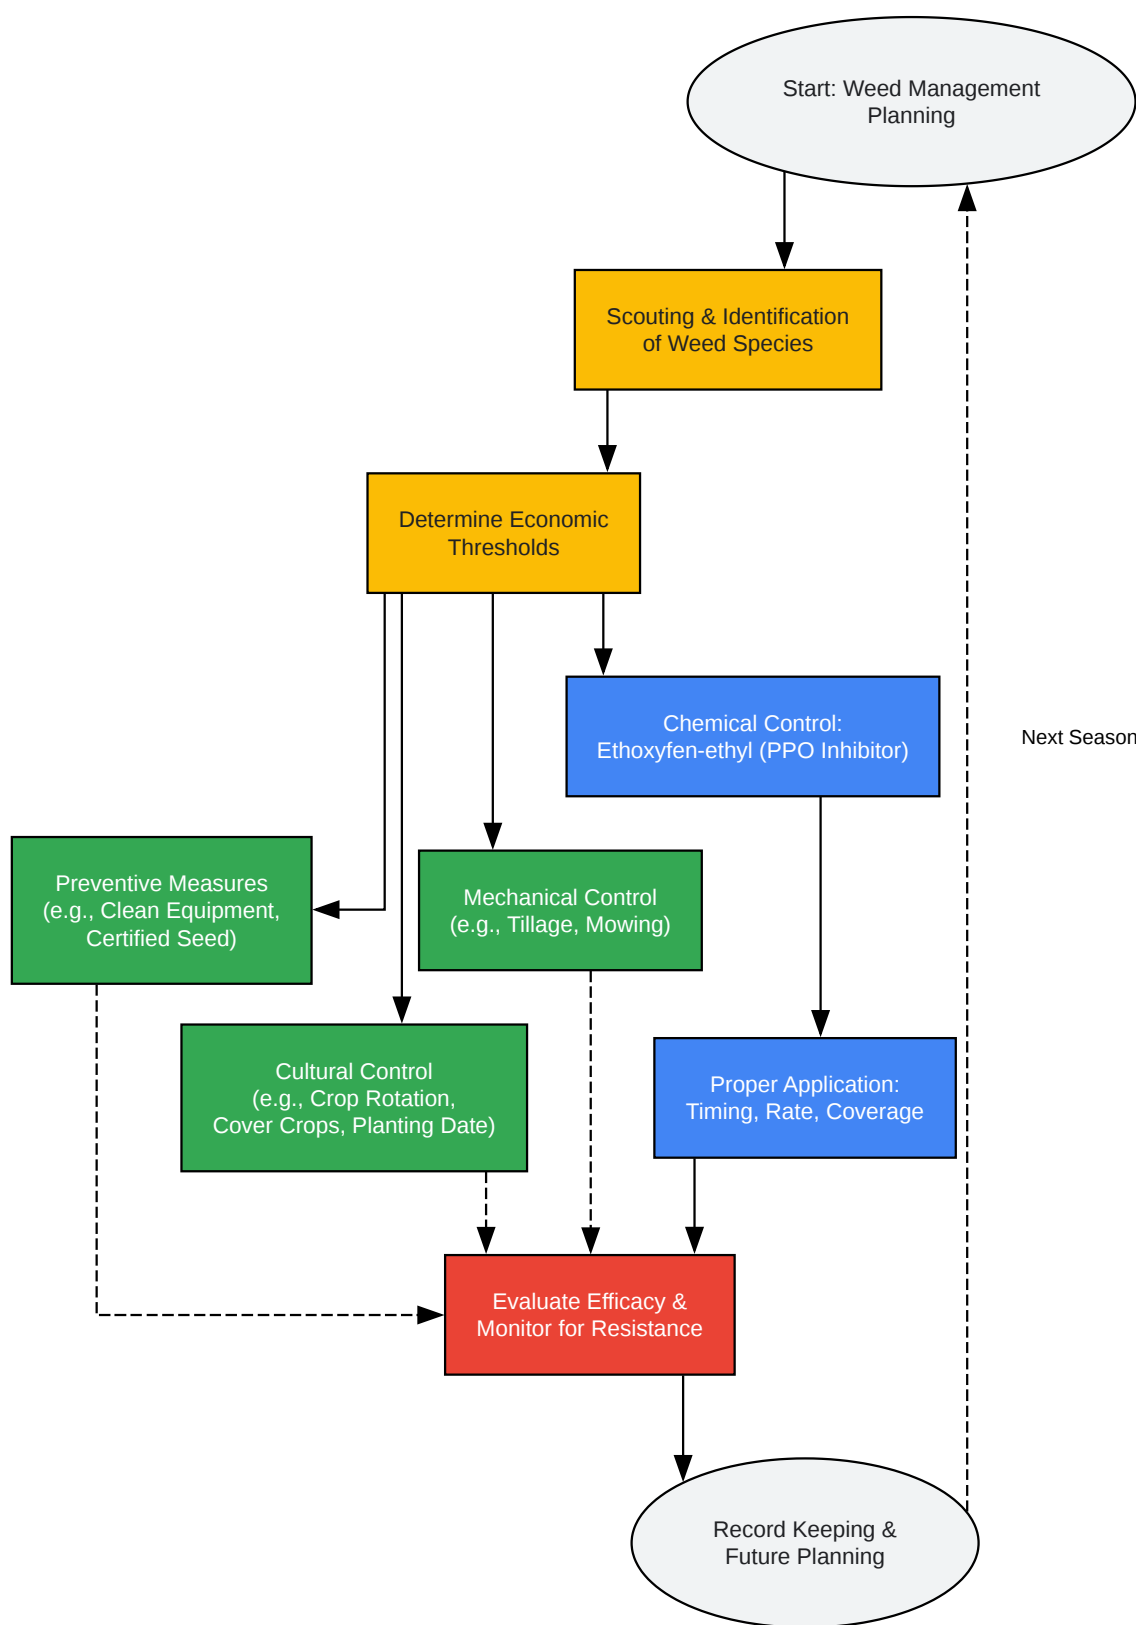 Start: Weed Management
Planning
Scouting & Identification
of Weed Species
Determine Economic
Thresholds
Chemical Control:
Ethoxyfen-ethyl (PPO Inhibitor)
Next Season
Preventive Measures
(e.g., Clean Equipment,
Certified Seed)
Mechanical Control
(e.g., Tillage, Mowing)
Cultural Control
(e.g., Crop Rotation,
Cover Crops, Planting Date)
Proper Application:
Timing, Rate, Coverage
Evaluate Efficacy &
Monitor for Resistance
Record Keeping &
Future Planning